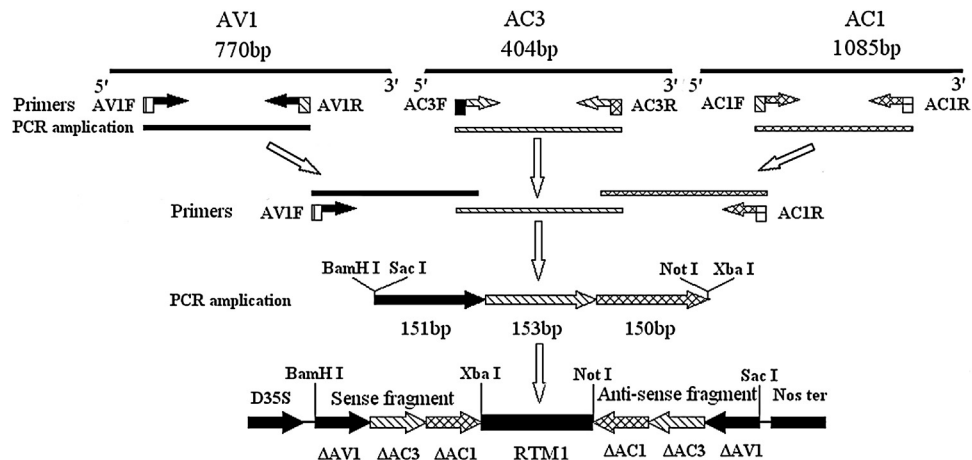 AV1 AC3 AC1
770bp 404bp 1085bp
5' 3' 5' 3' 5' 3'
Primers AV1F AV1R AC3F AC3R AC1F AC1R
PCR amplication
Primers AV1F AC1R
BamH I Sac I Not I Xba I
PCR amplication
151bp 153bp 150bp
BamH I Xba I Not I Sac I
D35S Sense fragment Anti-sense fragment Nos ter
ΔAV1 ΔAC3 ΔAC1 RTM1 ΔAC1 ΔAC3 ΔAV1